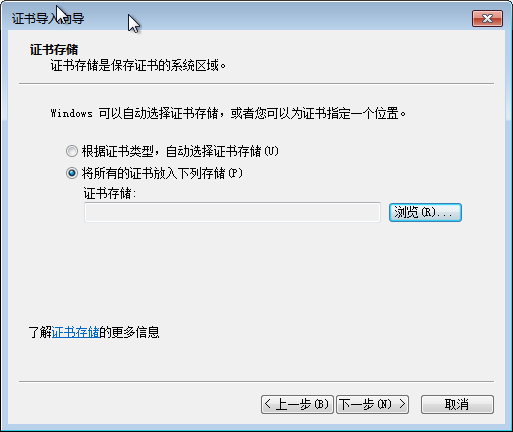 证书导入向导
证书存储
证书存储是保存证书的系统区域。
Windows 可以自动选择证书存储，或者您可以为证书指定一个位置。
根据证书类型，自动选择证书存储(U)
将所有的证书放入下列存储(P)
证书存储:
浏览(R)...
了解证书存储的更多信息
< 上一步(B) 下一步(N) > 取消